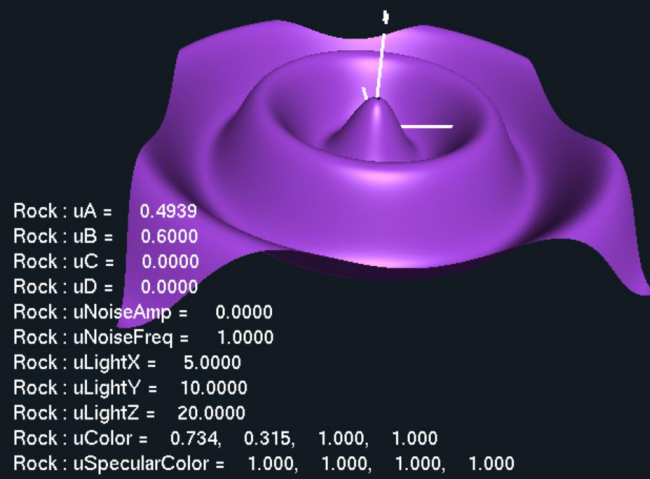 Rock : uA = 0.4939
Rock : uB = 0.6000
Rock : uC = 0.0000
Rock : uD = 0.0000
Rock : uNoiseAmp = 0.0000
Rock : uNoiseFreq = 1.0000
Rock : uLightX = 5.0000
Rock : uLightY = 10.0000
Rock : uLightZ = 20.0000
Rock : uColor = 0.734, 0.315, 1.000, 1.000
Rock : uSpecularColor = 1.000, 1.000, 1.000, 1.000